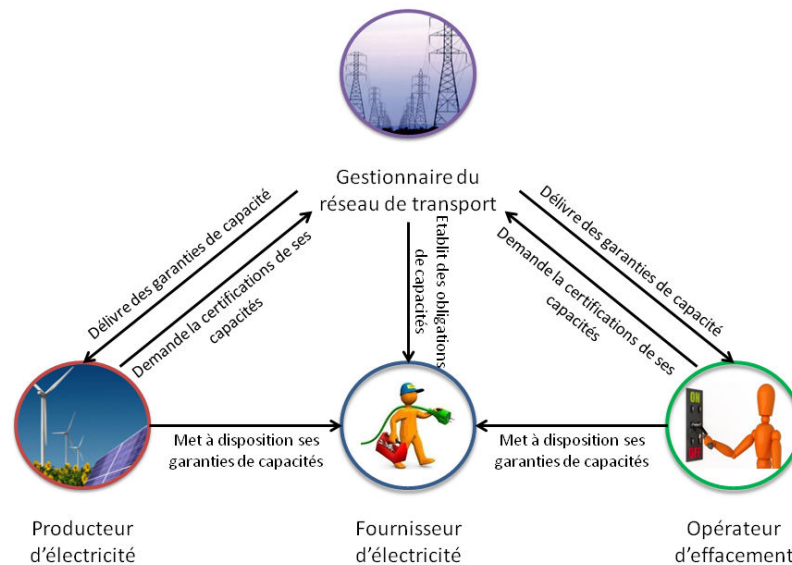 Gestionnaire du
réseau de transport
Délivre des garanties de capacité
Demande la certifications de ses
capacités
Etablit des obligations
de capacités
Délivre des garanties de capacité
Demande la certifications de ses
capacités
ON
OFF
Met à disposition ses
garanties de capacités
Met à disposition ses
garanties de capacités
Producteur
d'électricité
Fournisseur
d'électricité
Opérateur
d'effacement